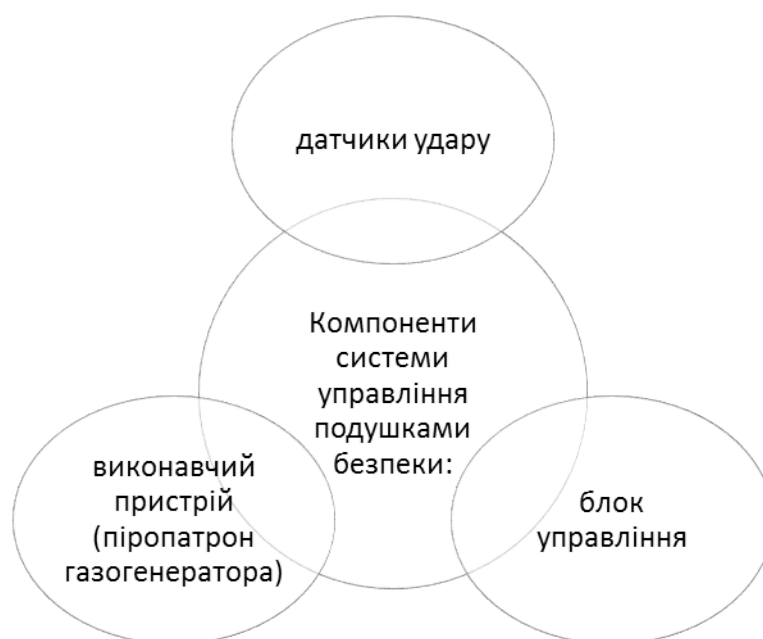 датчики удару
Компоненти
системи
управління
подушками
безпеки:
виконавчий
пристрій
(піропатрон
газогенератора)
блок
управління